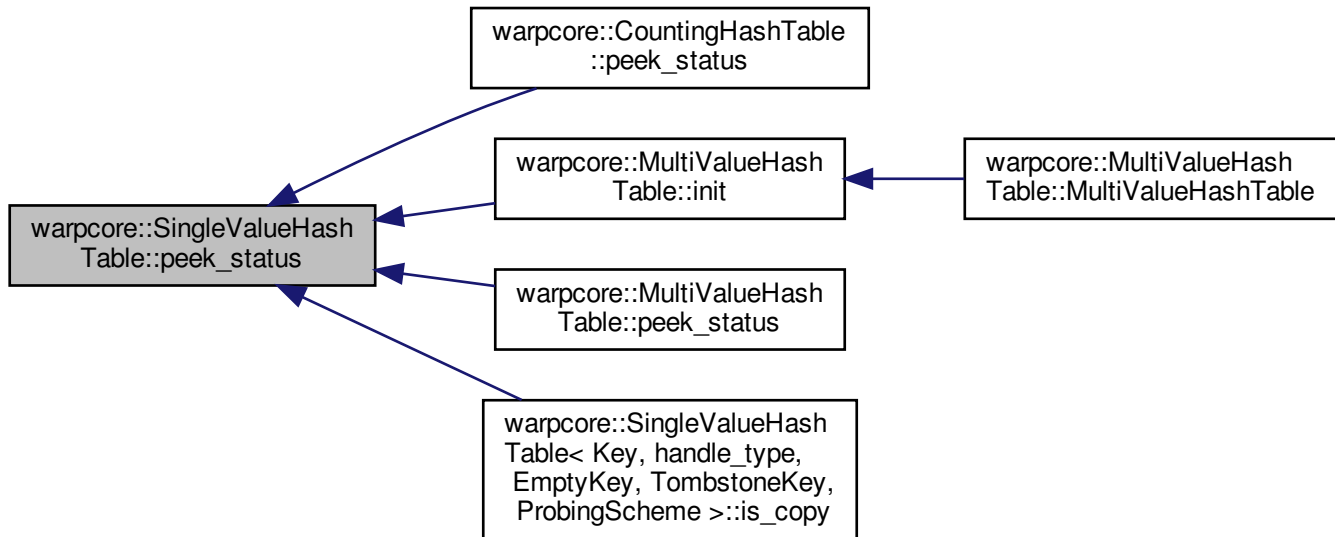 warpcore::CountingHashTable
::peek_status
warpcore::MultiValueHash
Table::init
warpcore::MultiValueHash
Table::MultiValueHashTable
warpcore::SingleValueHash
Table::peek_status
warpcore::MultiValueHash
Table::peek_status
warpcore::SingleValueHash
Table< Key, handle_type,
EmptyKey, TombstoneKey,
ProbingScheme >::is_copy